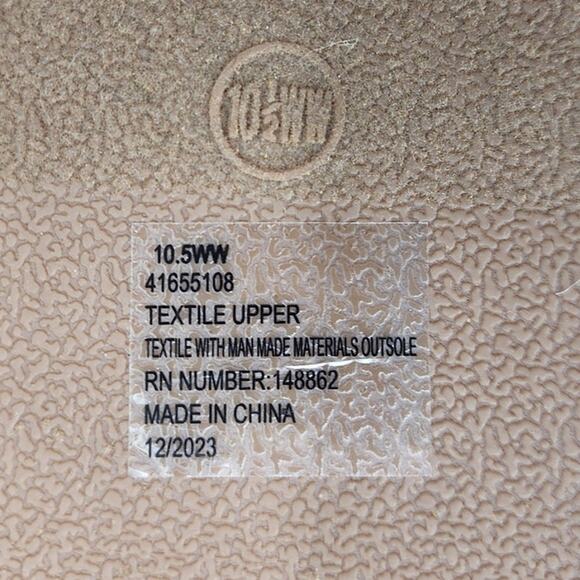 10½WW
10.5WW
41655108
TEXTILE UPPER
TEXTILE WITH MAN MADE MATERIALS OUTSOLE
RN NUMBER:148862
MADE IN CHINA
12/2023